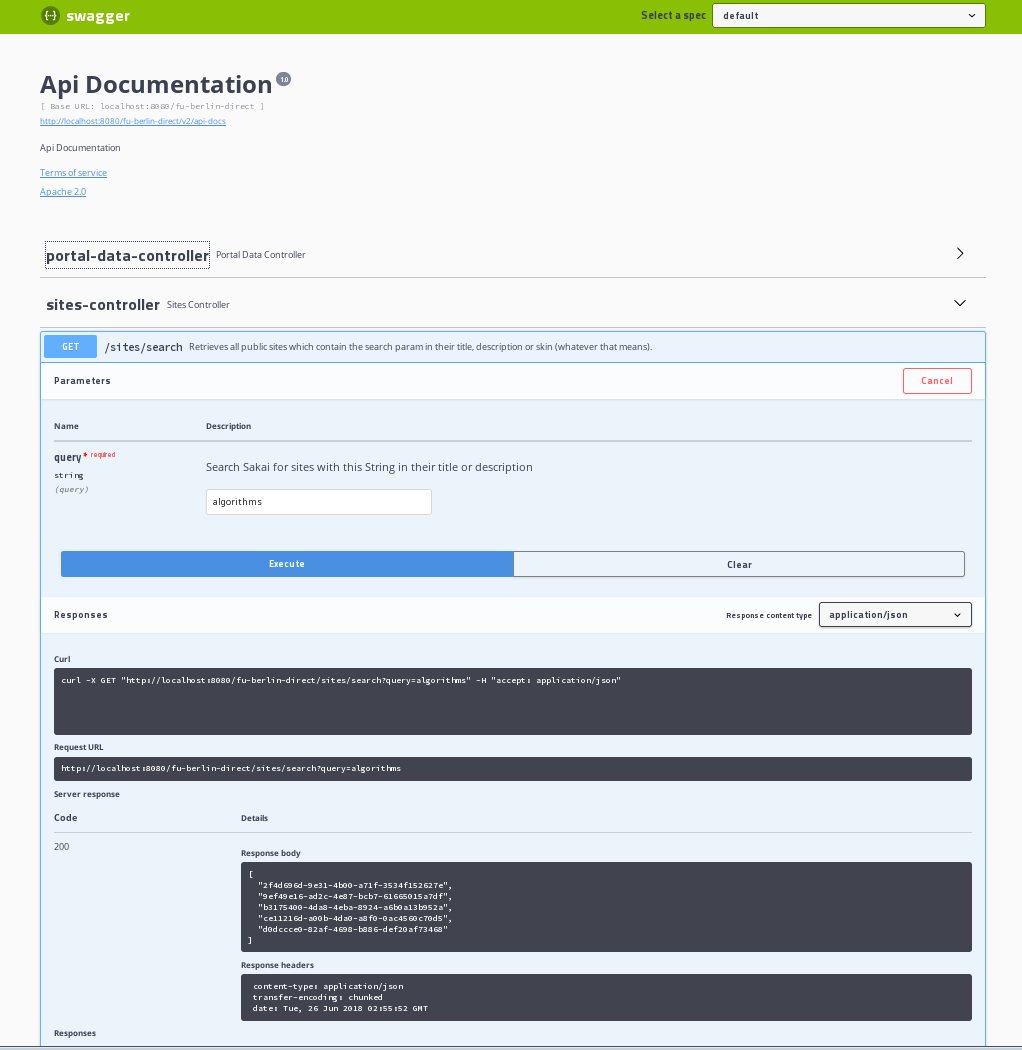 swagger
Select a spec default
Api Documentation 1.0
[ Base URL: localhost:8080/fu-berlin-direct ]
http://localhost:8080/fu-berlin-direct/v2/api-docs
Api Documentation
Terms of service
Apache 2.0
portal-data-controller Portal Data Controller
sites-controller Sites Controller
GET /sites/search Retrieves all public sites which contain the search param in their title, description or skin (whatever that means).
Parameters Cancel
Name Description
query * required
string
(query)
Search Sakai for sites with this String in their title or description
algorithms
Execute Clear
Responses Response content type application/json
Curl
curl -X GET "http://localhost:8080/fu-berlin-direct/sites/search?query=algorithms" -H "accept: application/json"
Request URL
http://localhost:8080/fu-berlin-direct/sites/search?query=algorithms
Server response
Code Details
200
Response body
[
"2f4d696d-9e31-4b00-a71f-3534f152627e",
"9ef49e16-ad2c-4e87-bcb7-61665015a7df",
"b3175400-4da8-4eba-8924-a6b0a13b952a",
"ce11216d-a00b-4da0-a8f0-0ac4560c70d5",
"d0dccce0-82af-4698-b886-def20af73468"
]
Response headers
content-type: application/json
transfer-encoding: chunked
date: Tue, 26 Jun 2018 02:55:52 GMT
Responses